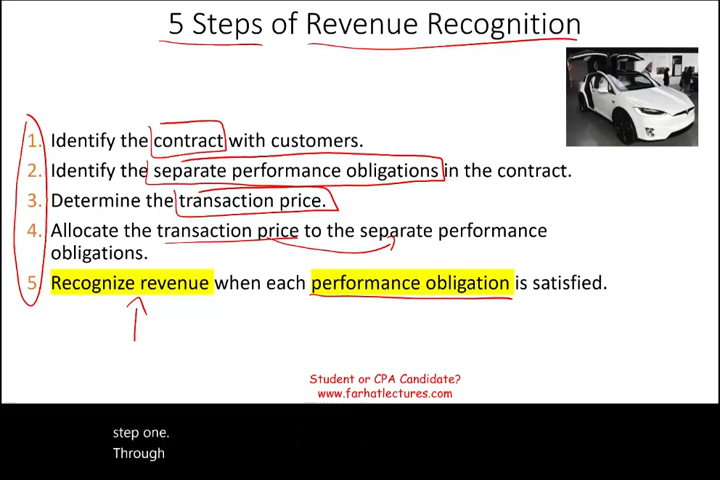 5 Steps of Revenue Recognition
1. Identify the contract with customers.
2. Identify the separate performance obligations in the contract.
3. Determine the transaction price.
4. Allocate the transaction price to the separate performance
obligations.
5. Recognize revenue when each performance obligation is satisfied.
Student or CPA Candidate?
www.farhatlectures.com
step one.
Through